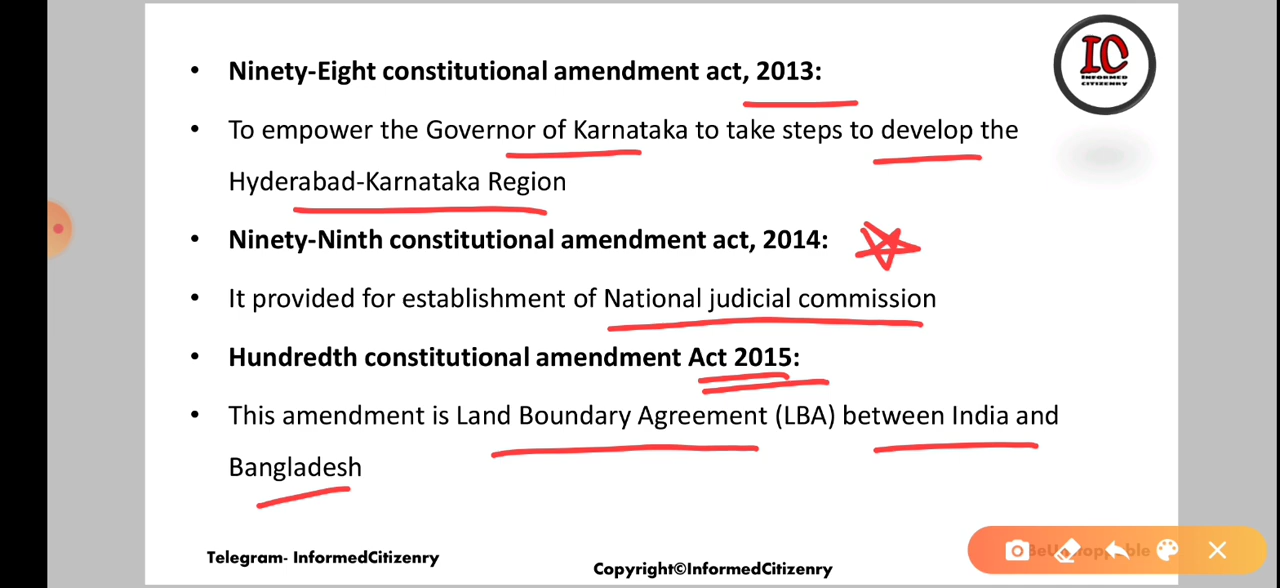 IC
INFORMED
CITIZENRY
• Ninety-Eight constitutional amendment act, 2013:
• To empower the Governor of Karnataka to take steps to develop the
Hyderabad-Karnataka Region
• Ninety-Ninth constitutional amendment act, 2014:
• It provided for establishment of National judicial commission
• Hundredth constitutional amendment Act 2015:
• This amendment is Land Boundary Agreement (LBA) between India and
Bangladesh
Telegram- InformedCitizenry
Copyright©InformedCitizenry